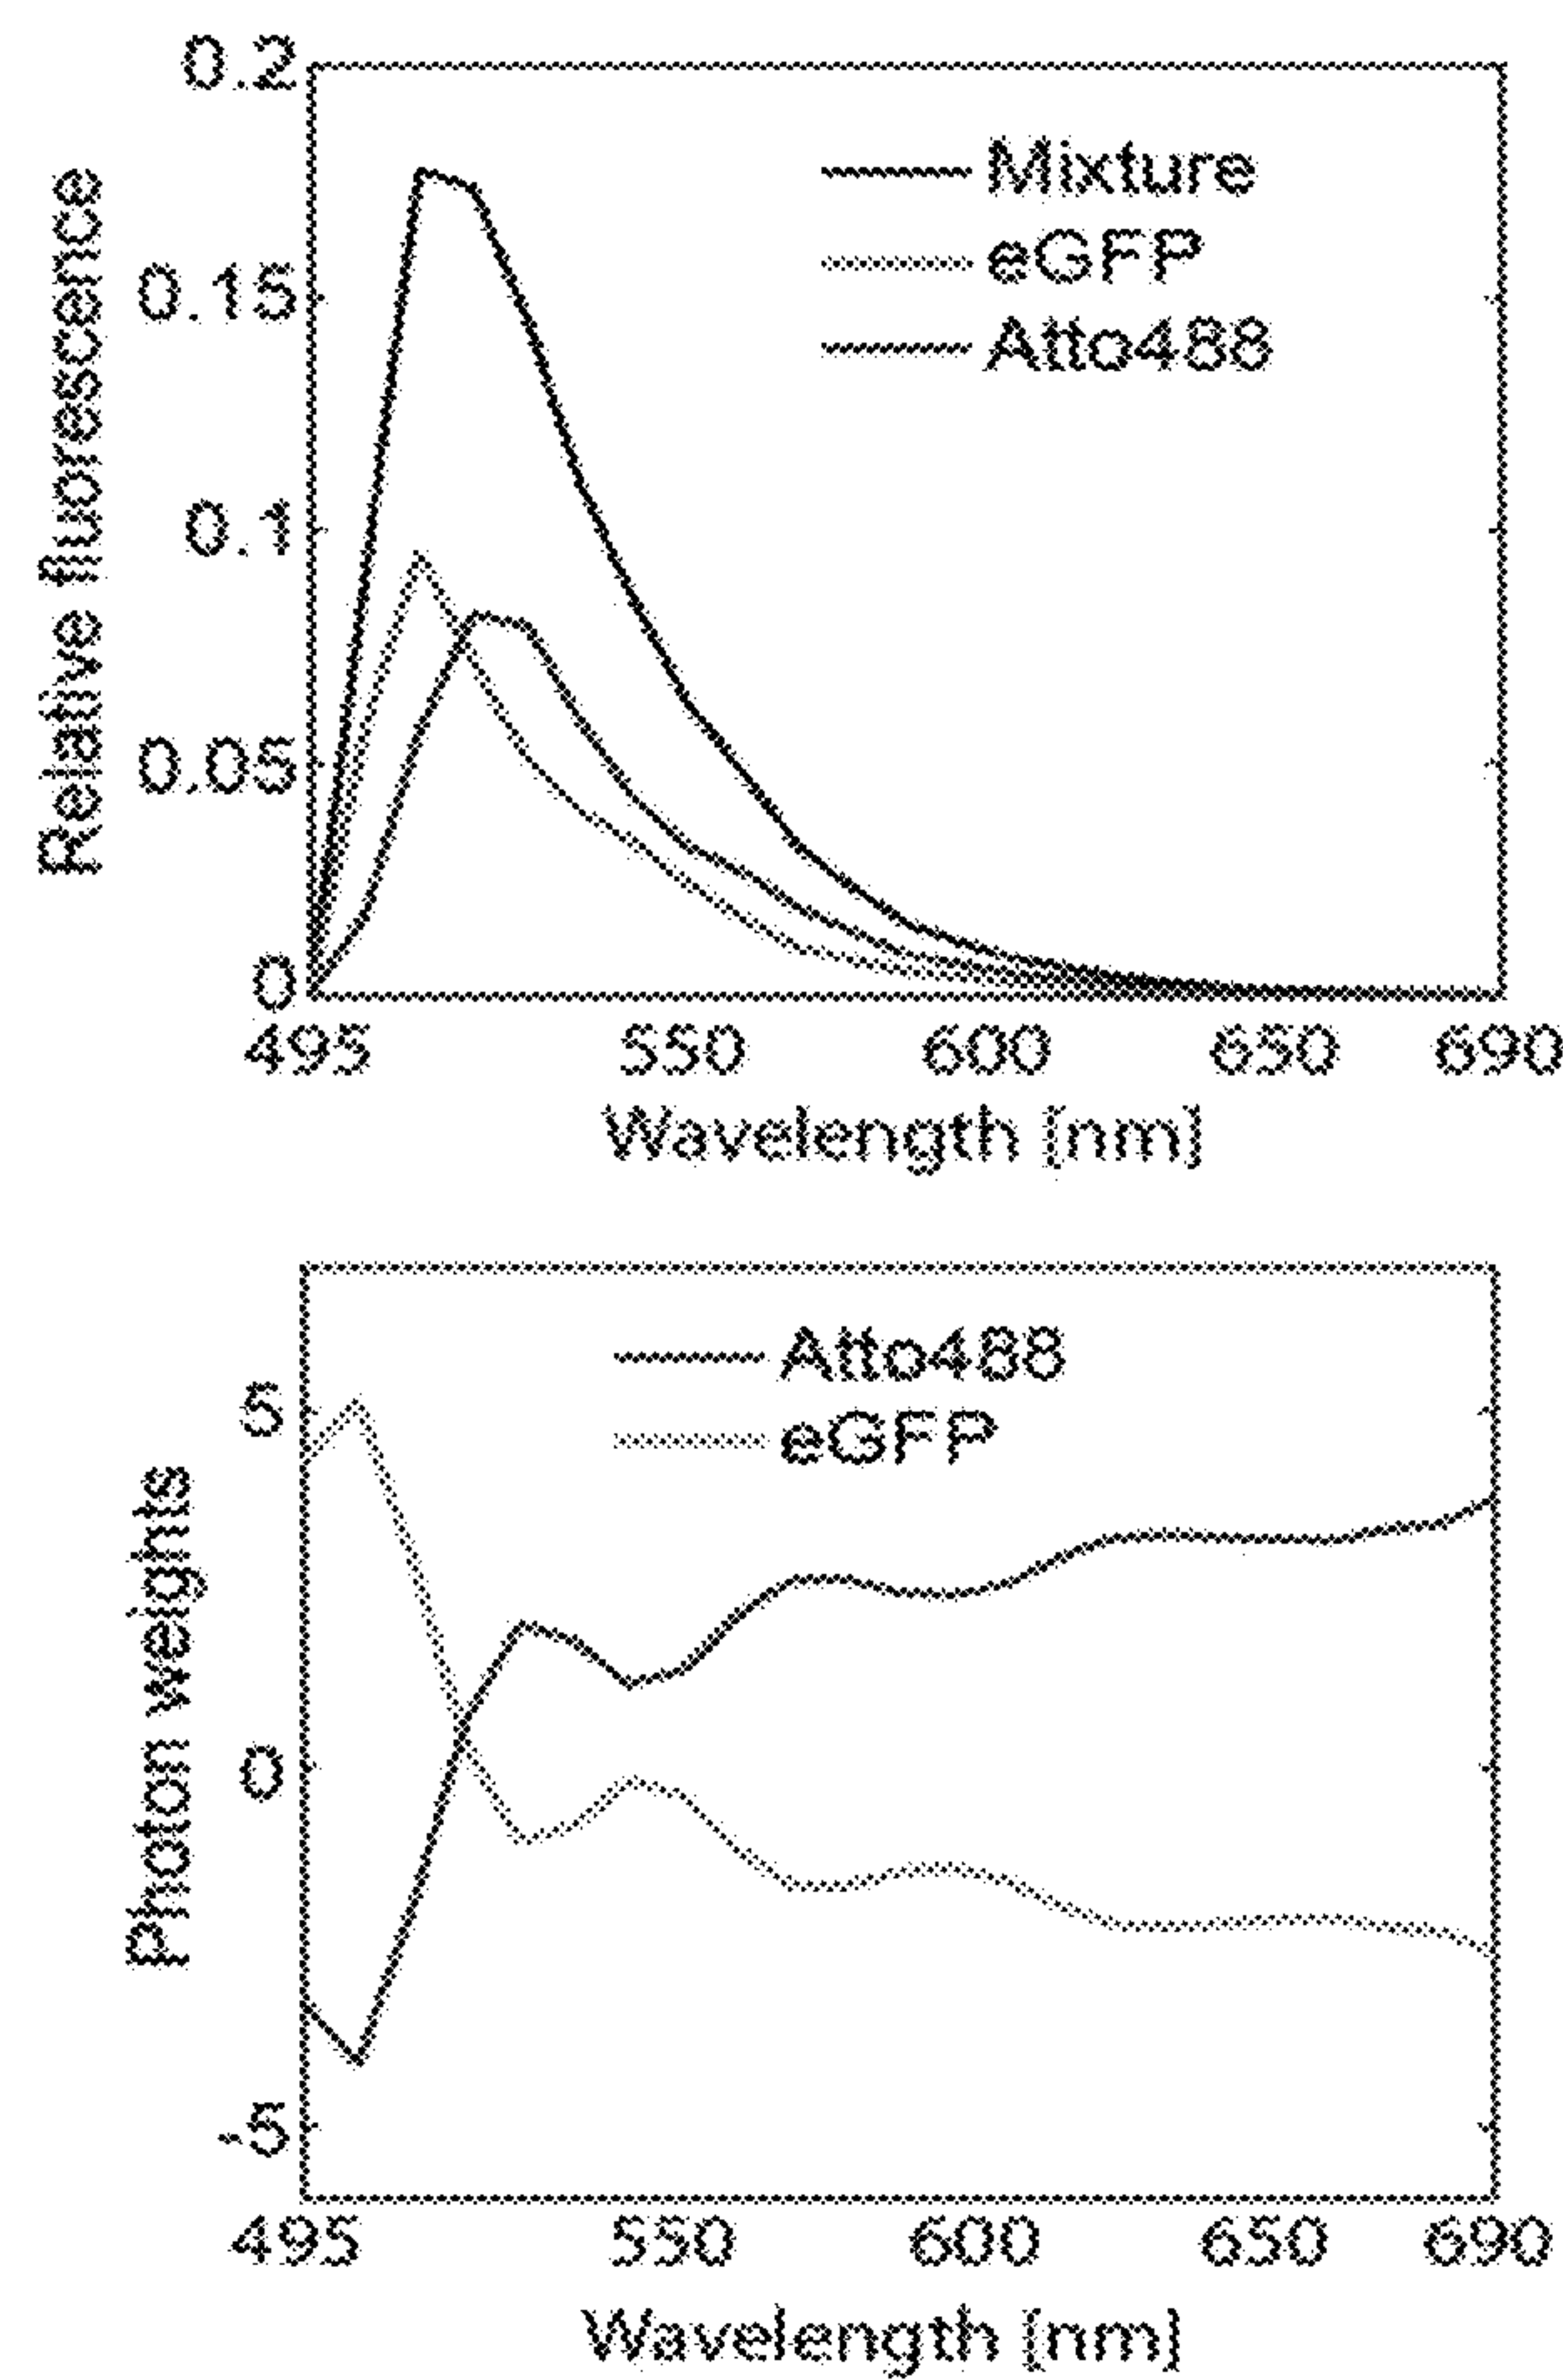 0.2
0.15
0.1
0.05
0
Relative fluorescence
Mixture
eGFP
Atto488
495 550 600 650 690
Wavelength [nm]
5
0
-5
Photon weights
Atto488
eGFP
495 550 600 650 690
Wavelength [nm]